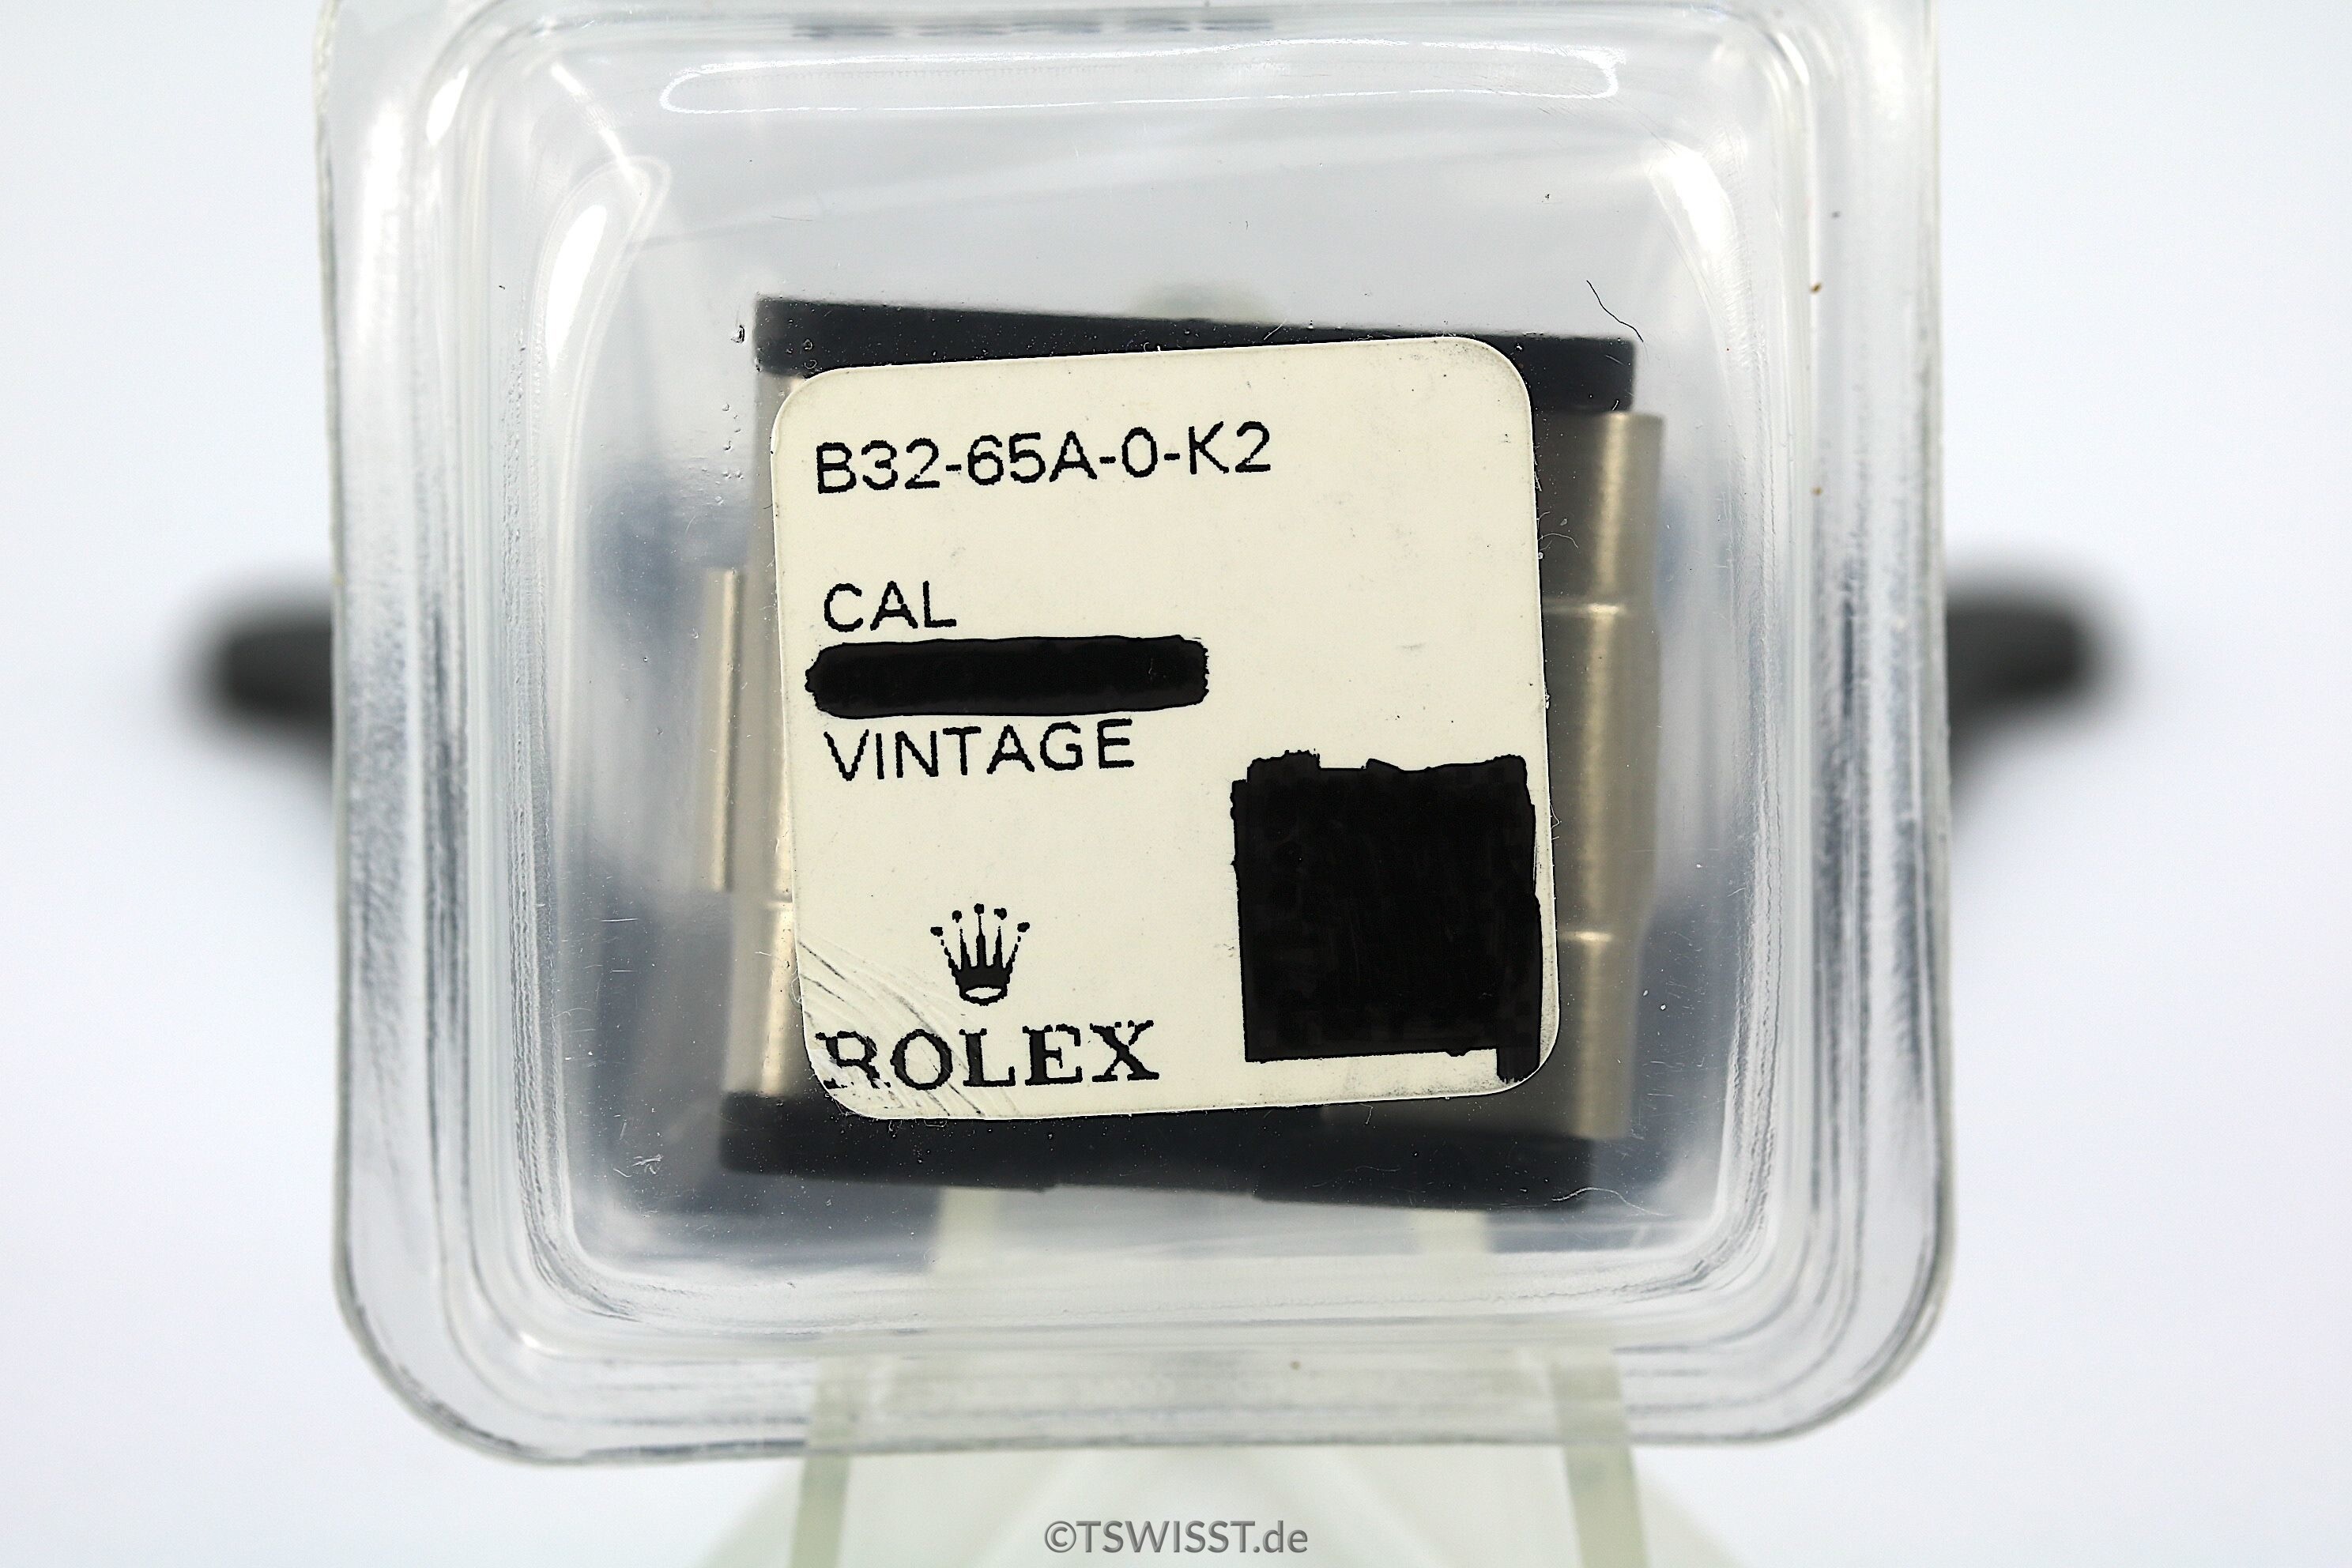 B32-65A-0-K2
CAL
VINTAGE
ROLEX
©TSWISST.de